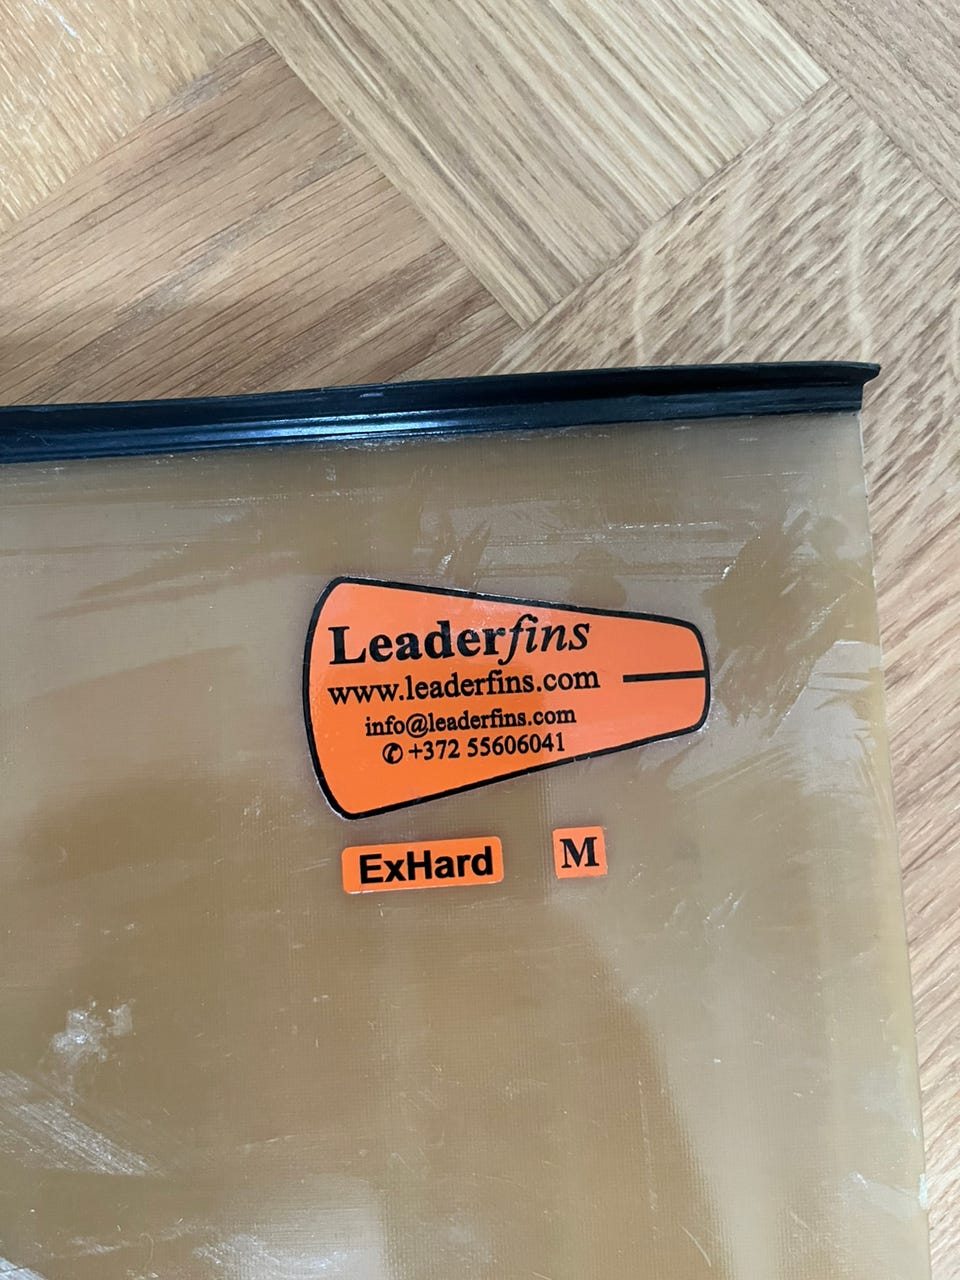 Leaderfins
www.leaderfins.com
info@leaderfins.com
✆ +372 55606041
ExHard
M